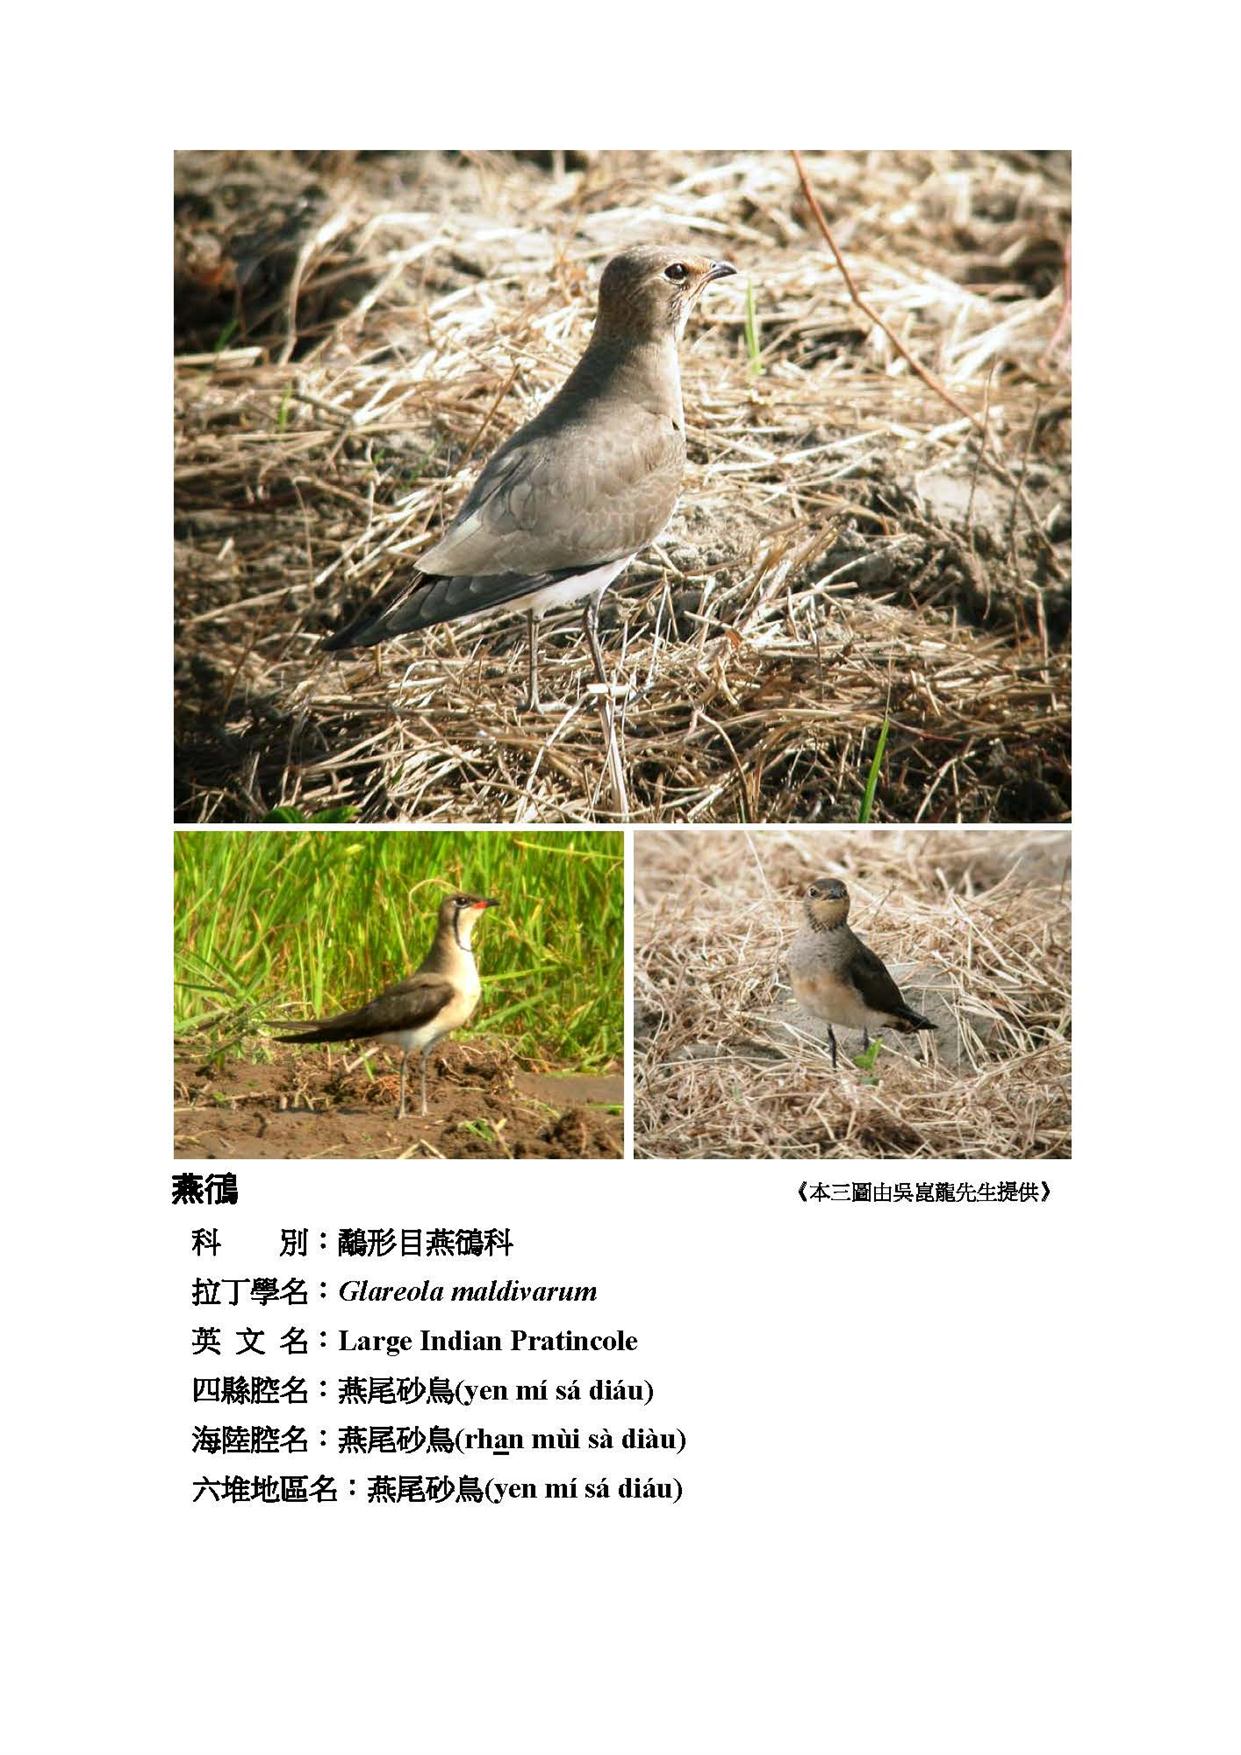 燕鴴
《本三圖由吳崑龍先生提供》
科 別：鷸形目燕鴴科
拉丁學名：Glareola maldivarum
英 文 名：Large Indian Pratincole
四縣腔名：燕尾砂鳥(yen mí sá diáu)
海陸腔名：燕尾砂鳥(rhan mùi sà diàu)
六堆地區名：燕尾砂鳥(yen mí sá diáu)